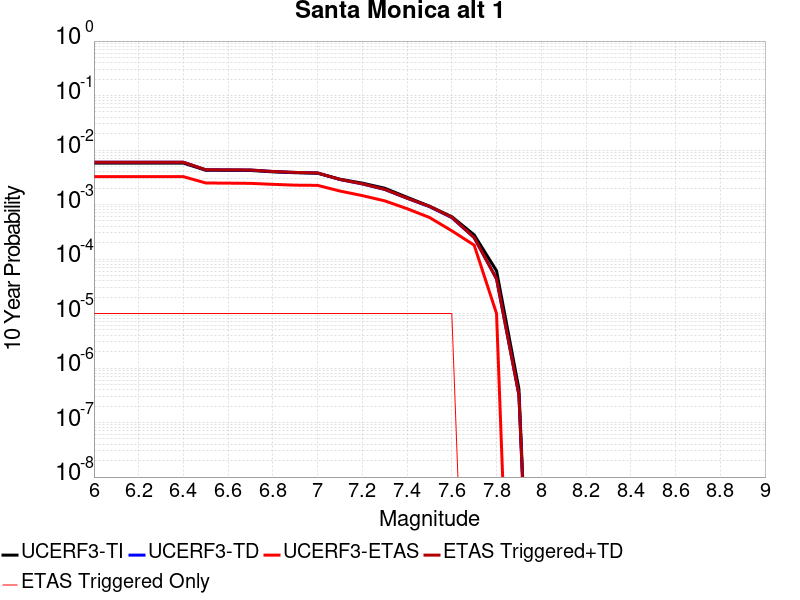 Santa Monica alt 1
10^0
10^-1
10^-2
10^-3
10^-4
10^-5
10^-6
10^-7
10^-8
10 Year Probability
6 6.2 6.4 6.6 6.8 7 7.2 7.4 7.6 7.8 8 8.2 8.4 8.6 8.8 9
Magnitude
UCERF3-TI UCERF3-TD UCERF3-ETAS ETAS Triggered+TD
ETAS Triggered Only